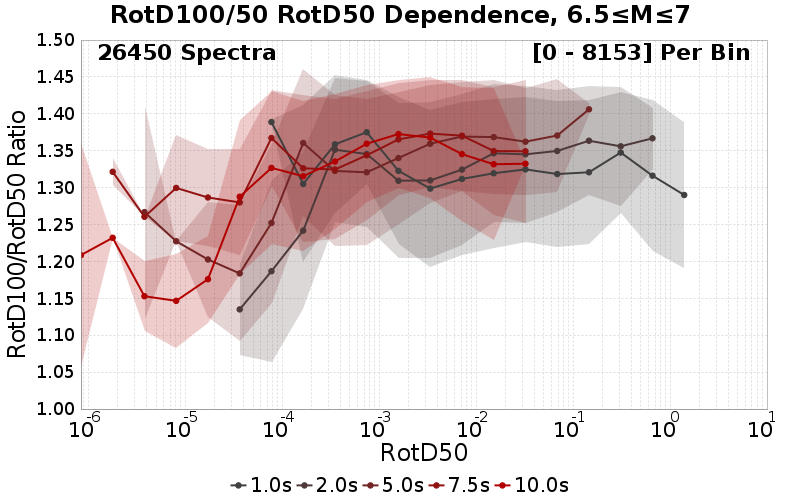 RotD100/50 RotD50 Dependence, 6.5≤M≤7
26450 Spectra
[0 - 8153] Per Bin
RotD100/RotD50 Ratio
1.50
1.45
1.40
1.35
1.30
1.25
1.20
1.15
1.10
1.05
1.00
10-6 10-5 10-4 10-3 10-2 10-1 100 101
RotD50
1.0s 2.0s 5.0s 7.5s 10.0s